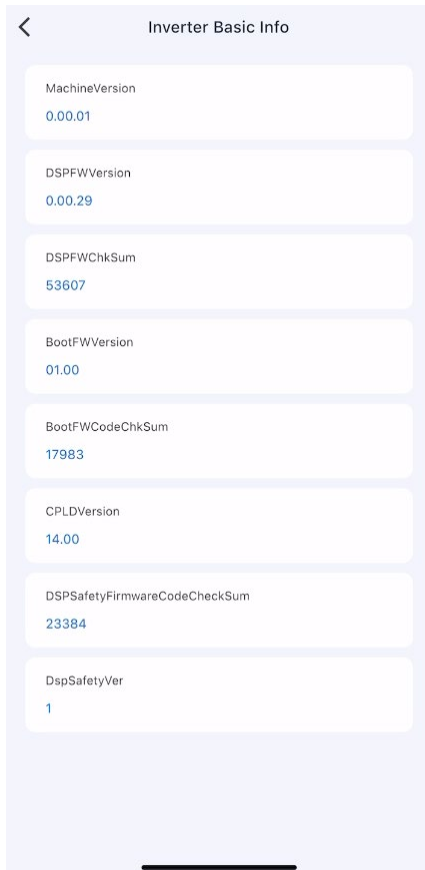 Inverter Basic Info
MachineVersion
0.00.01
DSPFWVersion
0.00.29
DSPFWChkSum
53607
BootFWVersion
01.00
BootFWCodeChkSum
17983
CPLDVersion
14.00
DSPSafetyFirmwareCodeCheckSum
23384
DspSafetyVer
1